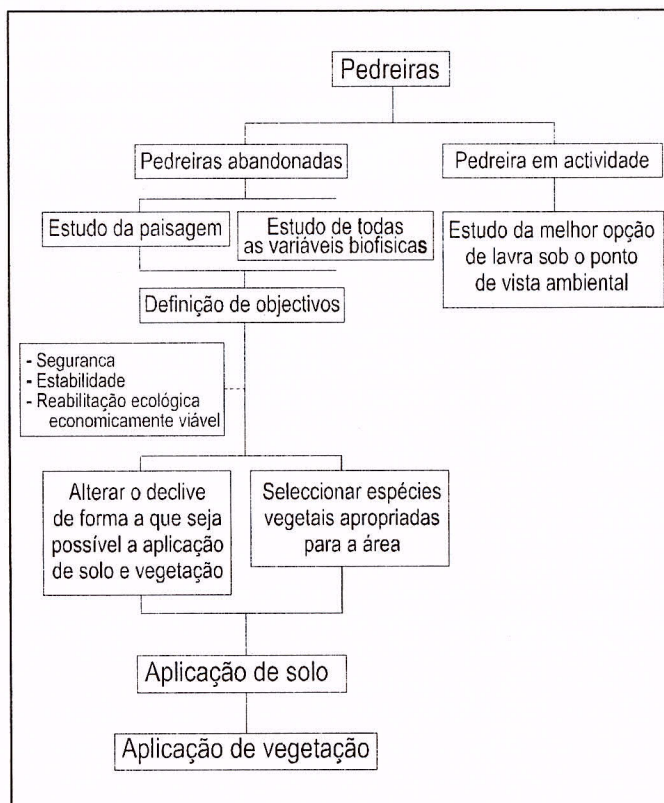 Pedreiras
Pedreiras abandonadas
Pedreira em actividade
Estudo da paisagem
Estudo de todas
as variáveis biofisicas
Estudo da melhor opção
de lavra sob o ponto
de vista ambiental
Definição de objectivos
- Seguranca
- Estabilidade
- Reabilitação ecológica
economicamente viável
Alterar o declive
de forma a que seja
possível a aplicação
de solo e vegetação
Seleccionar espécies
vegetais apropriadas
para a área
Aplicação de solo
Aplicação de vegetação